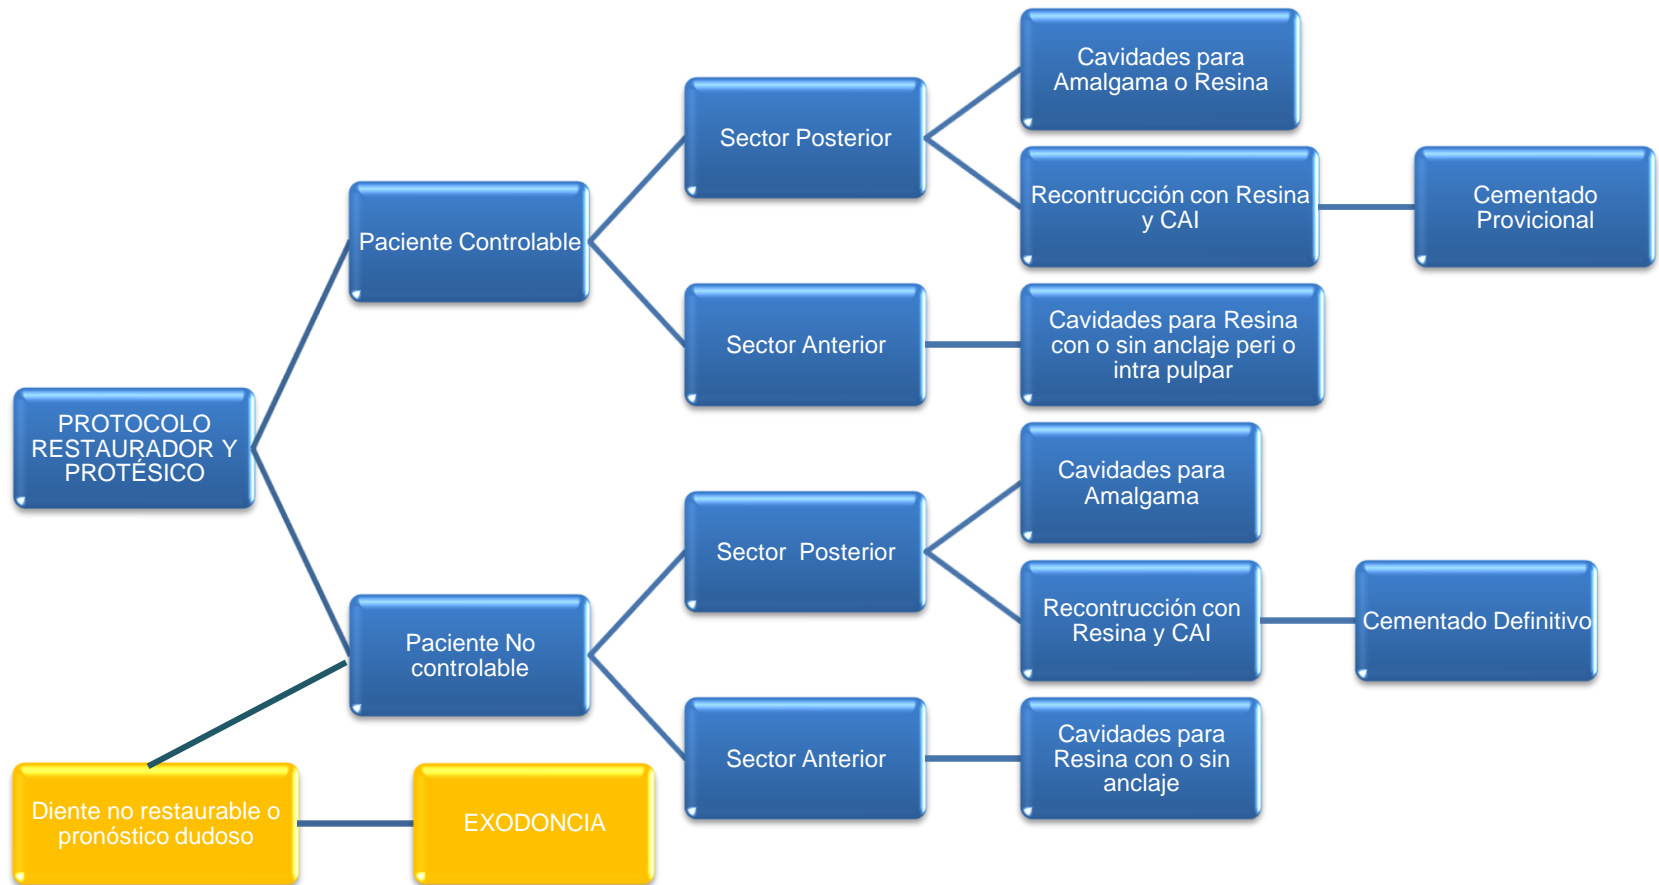 Cavidades para
Amalgama o Resina
Sector Posterior
Recontrucción con Resina
y CAI
Cementado
Provicional
Paciente Controlable
Sector Anterior
Cavidades para Resina
con o sin anclaje peri o
intra pulpar
PROTOCOLO
RESTAURADOR Y
PROTÉSICO
Cavidades para
Amalgama
Sector Posterior
Recontrucción con
Resina y CAI
Cementado Definitivo
Paciente No
controlable
Sector Anterior
Cavidades para
Resina con o sin
anclaje
Diente no restaurable o
pronóstico dudoso
EXODONCIA